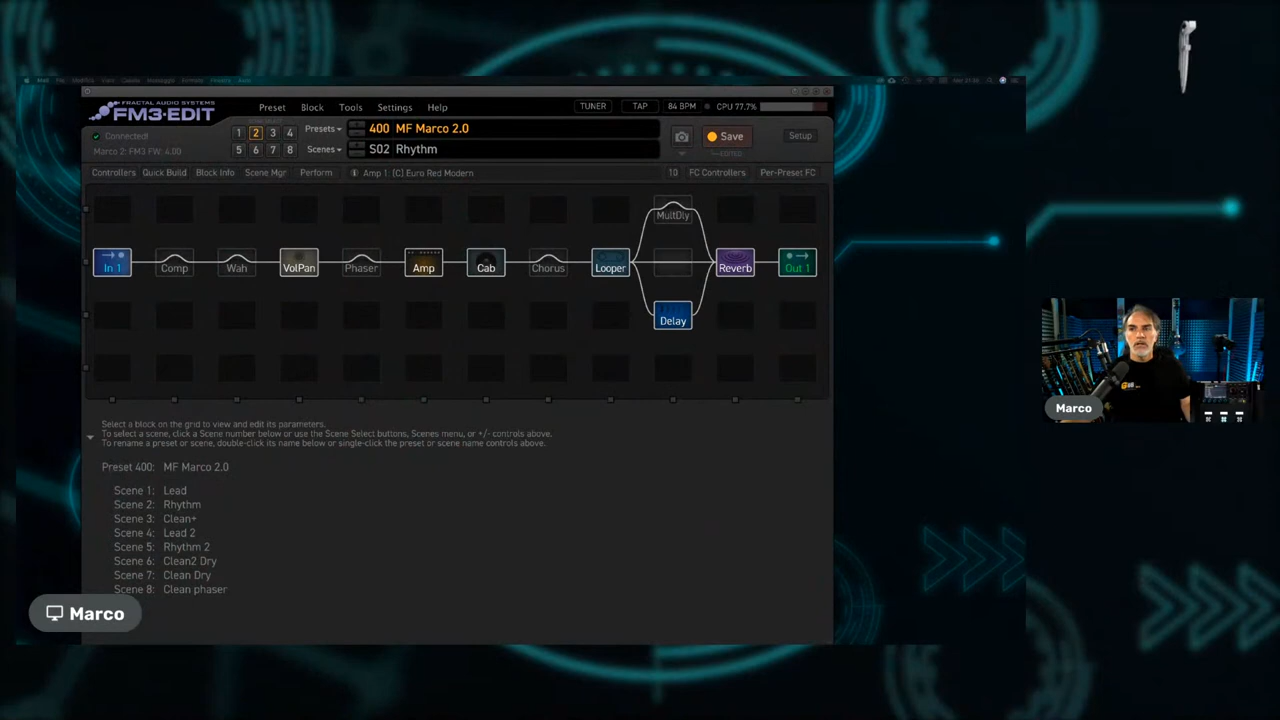 FRACTAL AUDIO SYSTEMS
FM3-EDIT
Preset Block Tools Settings Help
TUNER TAP 84 BPM CPU 77.7%
Connected!
Marco 2: FM3 FW: 4.00
1 2 3 4
5 6 7 8
Presets
400 MF Marco 2.0
Scenes
S02 Rhythm
Save
EDITED
Setup
Controllers Quick Build Block Info Scene Mgr Perform
Amp 1: (C) Euro Red Modern
10 FC Controllers Per-Preset FC
MultDly
In 1 Comp Wah VolPan Phaser Amp Cab Chorus Looper Reverb Out 1
Delay
Select a block on the grid to view and edit its parameters.
To select a scene, click a Scene number below or use the Scene Select buttons, Scenes menu, or +/- controls above.
To rename a preset or scene, double-click its name below or single-click the preset or scene name controls above.
Preset 400: MF Marco 2.0
Scene 1: Lead
Scene 2: Rhythm
Scene 3: Clean+
Scene 4: Lead 2
Scene 5: Rhythm 2
Scene 6: Clean2 Dry
Scene 7: Clean Dry
Scene 8: Clean phaser
Marco
Marco